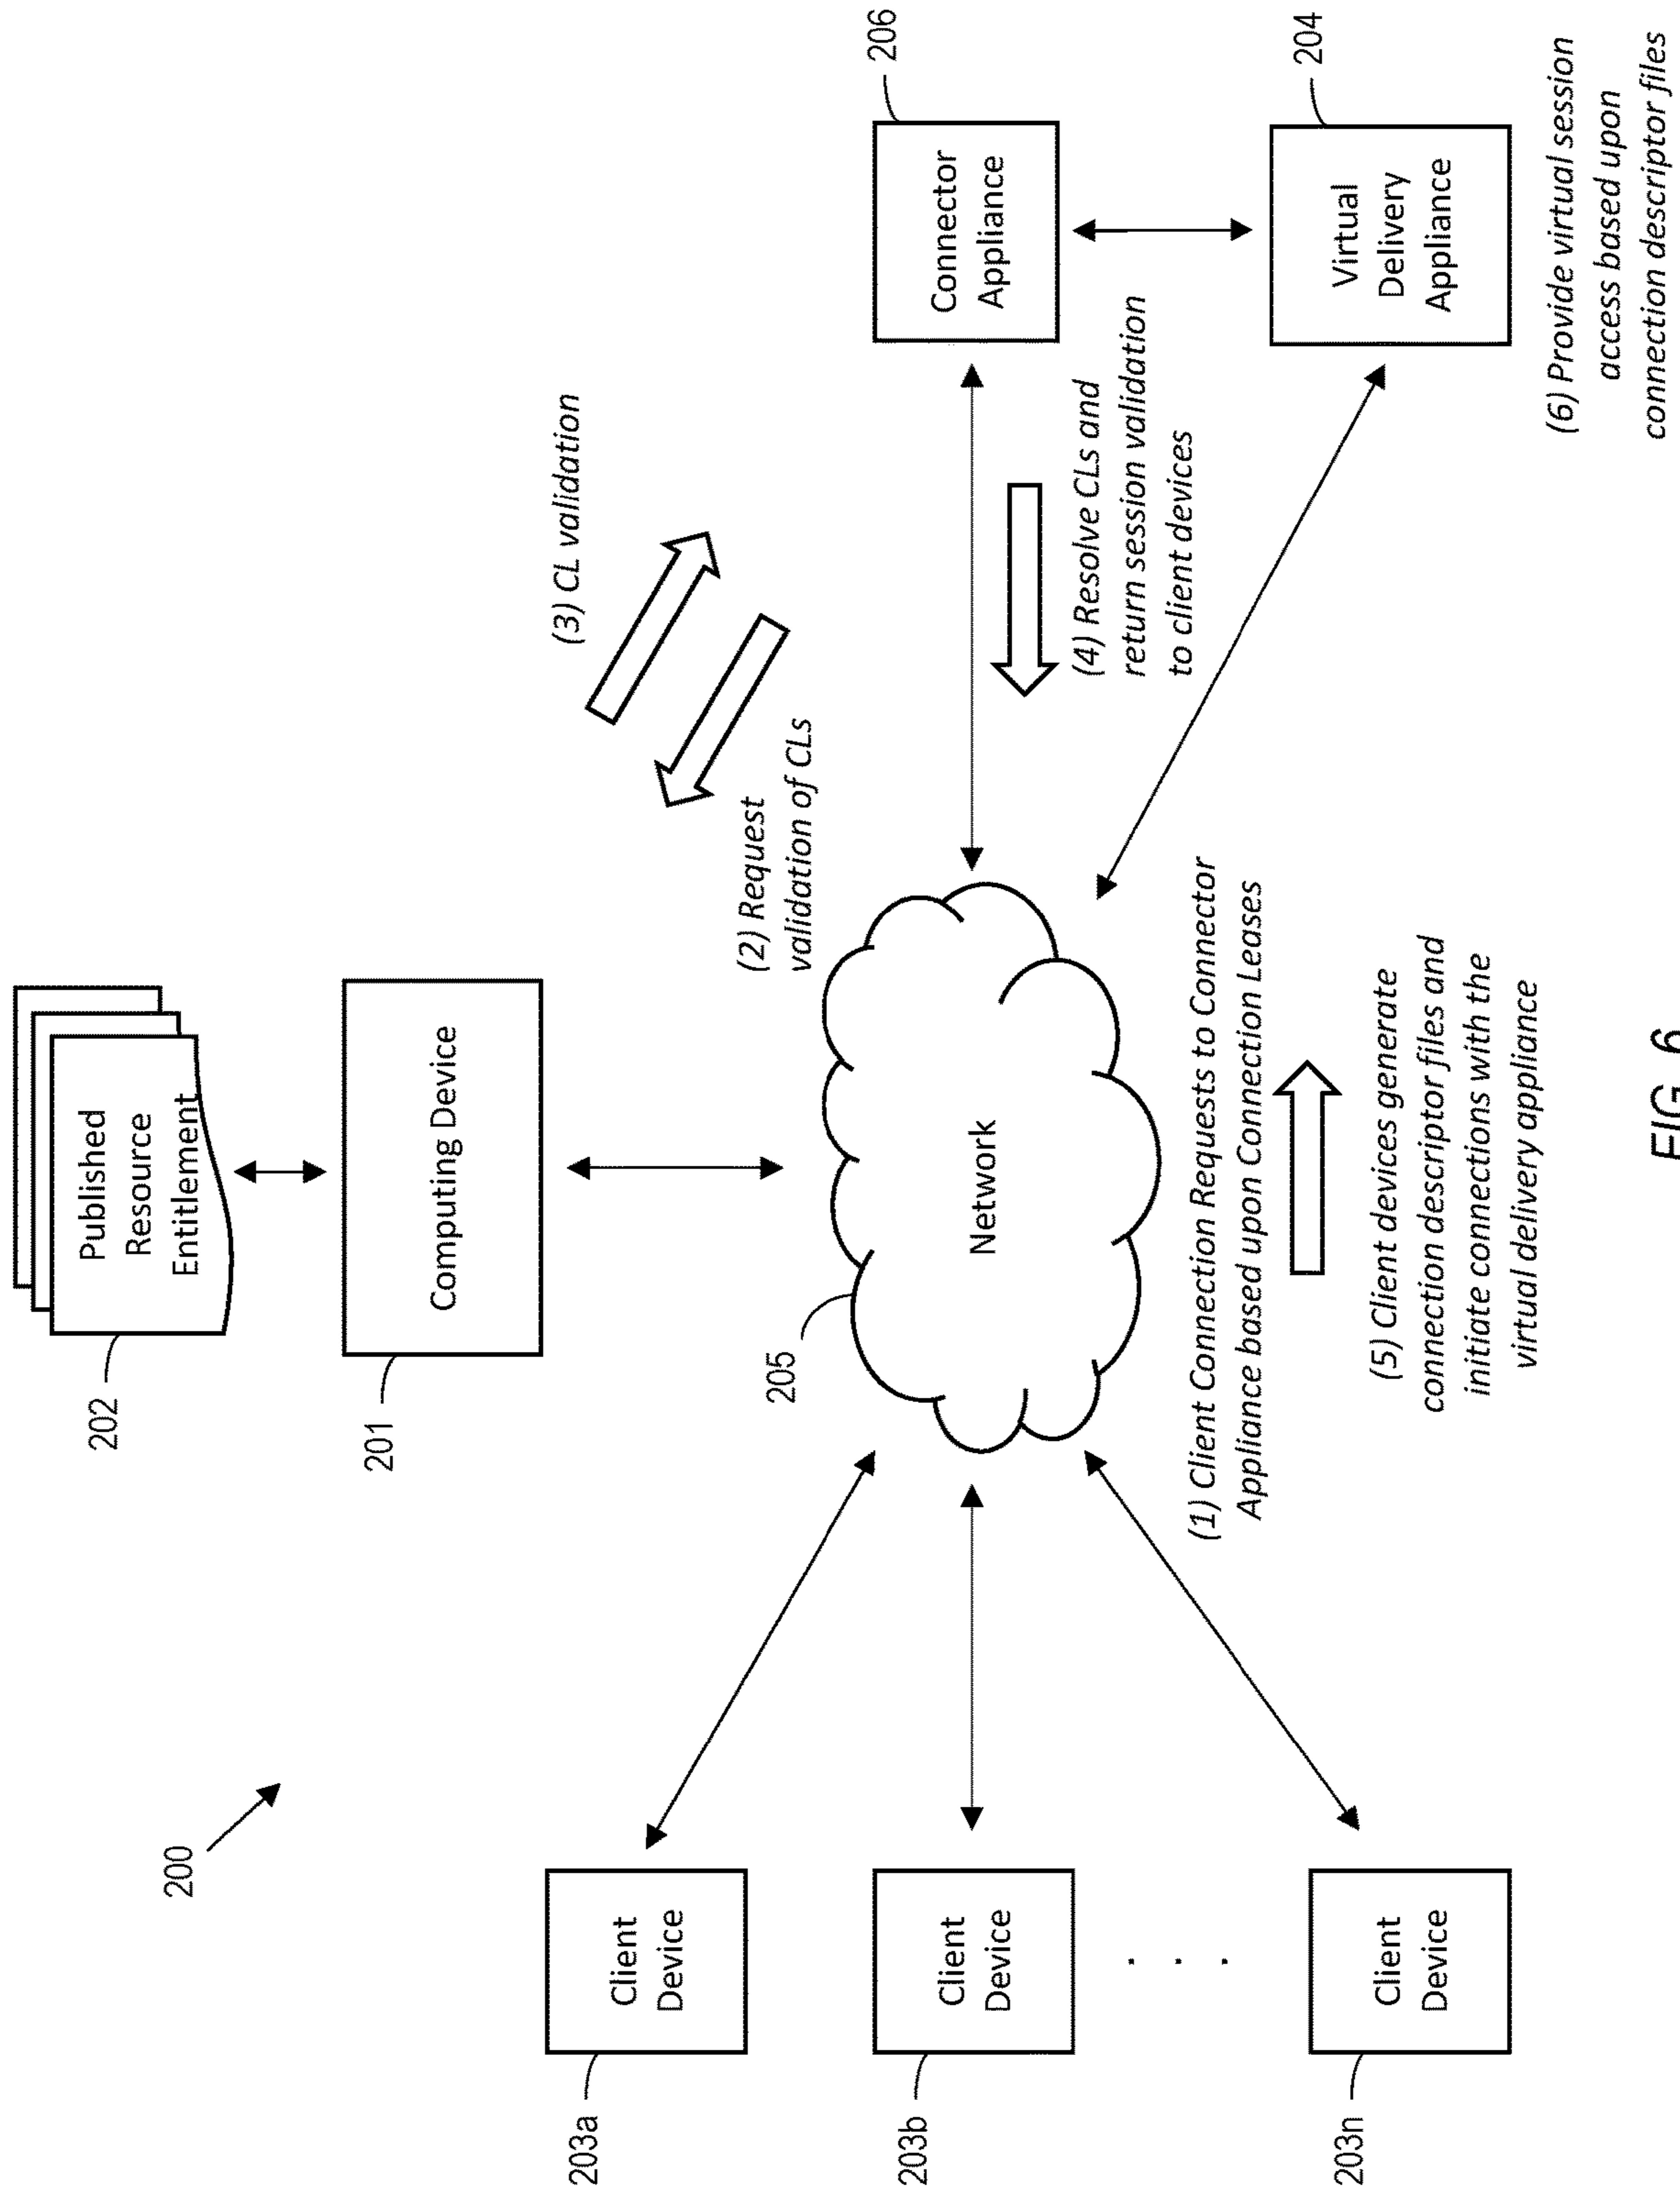 200
202
Published
Resource
Entitlement
201
Computing Device
(3) CL validation
(2) Request
validation of CLs
205
Network
203a
Client
Device
203b
Client
Device
. . .
203n
Client
Device
206
Connector
Appliance
(4) Resolve CLs and
return session validation
to client devices
204
Virtual
Delivery
Appliance
(1) Client Connection Requests to Connector
Appliance based upon Connection Leases
(5) Client devices generate
connection descriptor files and
initiate connections with the
virtual delivery appliance
(6) Provide virtual session
access based upon
connection descriptor files
FIG. 6